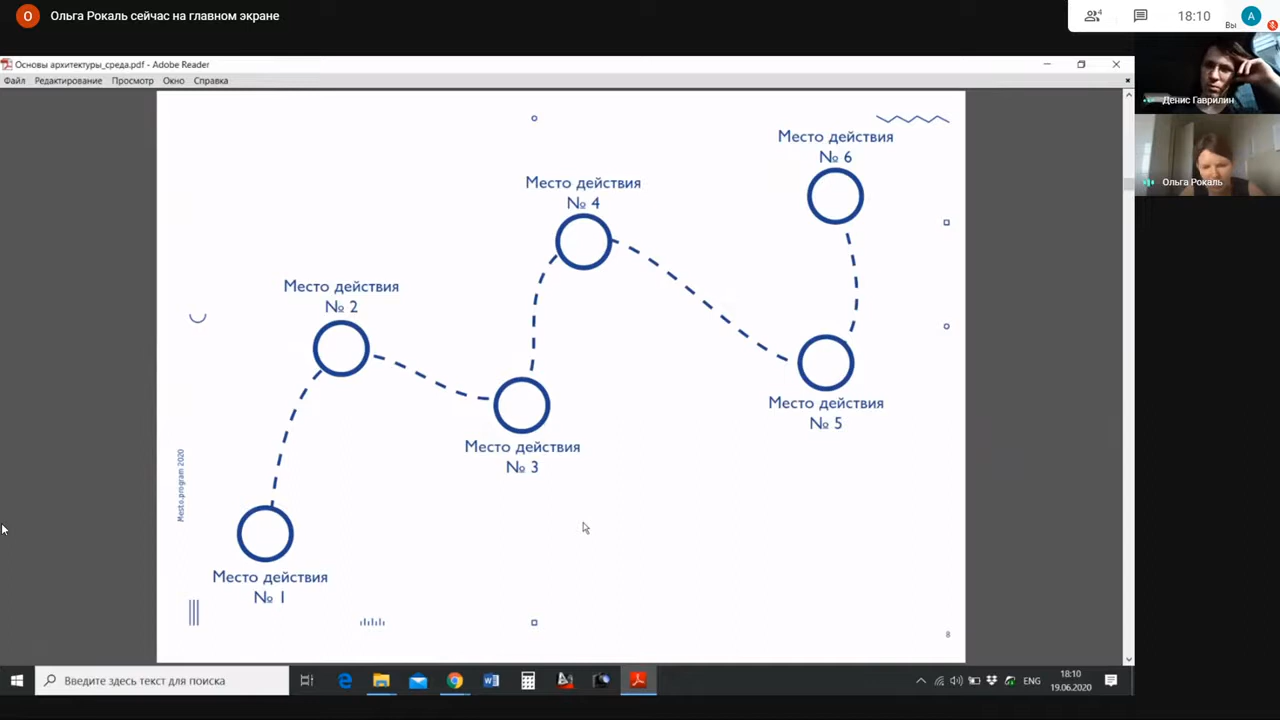 О
Ольга Рокаль сейчас на главном экране
4
18:10
Вы
А
Основы архитектуры_среда.pdf - Adobe Reader
Файл Редактирование Просмотр Окно Справка
Денис Гаврилин
Ольга Рокаль
Место действия
№ 6
Место действия
№ 4
Место действия
№ 2
Место действия
№ 5
Место действия
№ 3
Место действия
№ 1
Mesto.program 2020
8
Введите здесь текст для поиска
ENG
18:10
19.06.2020